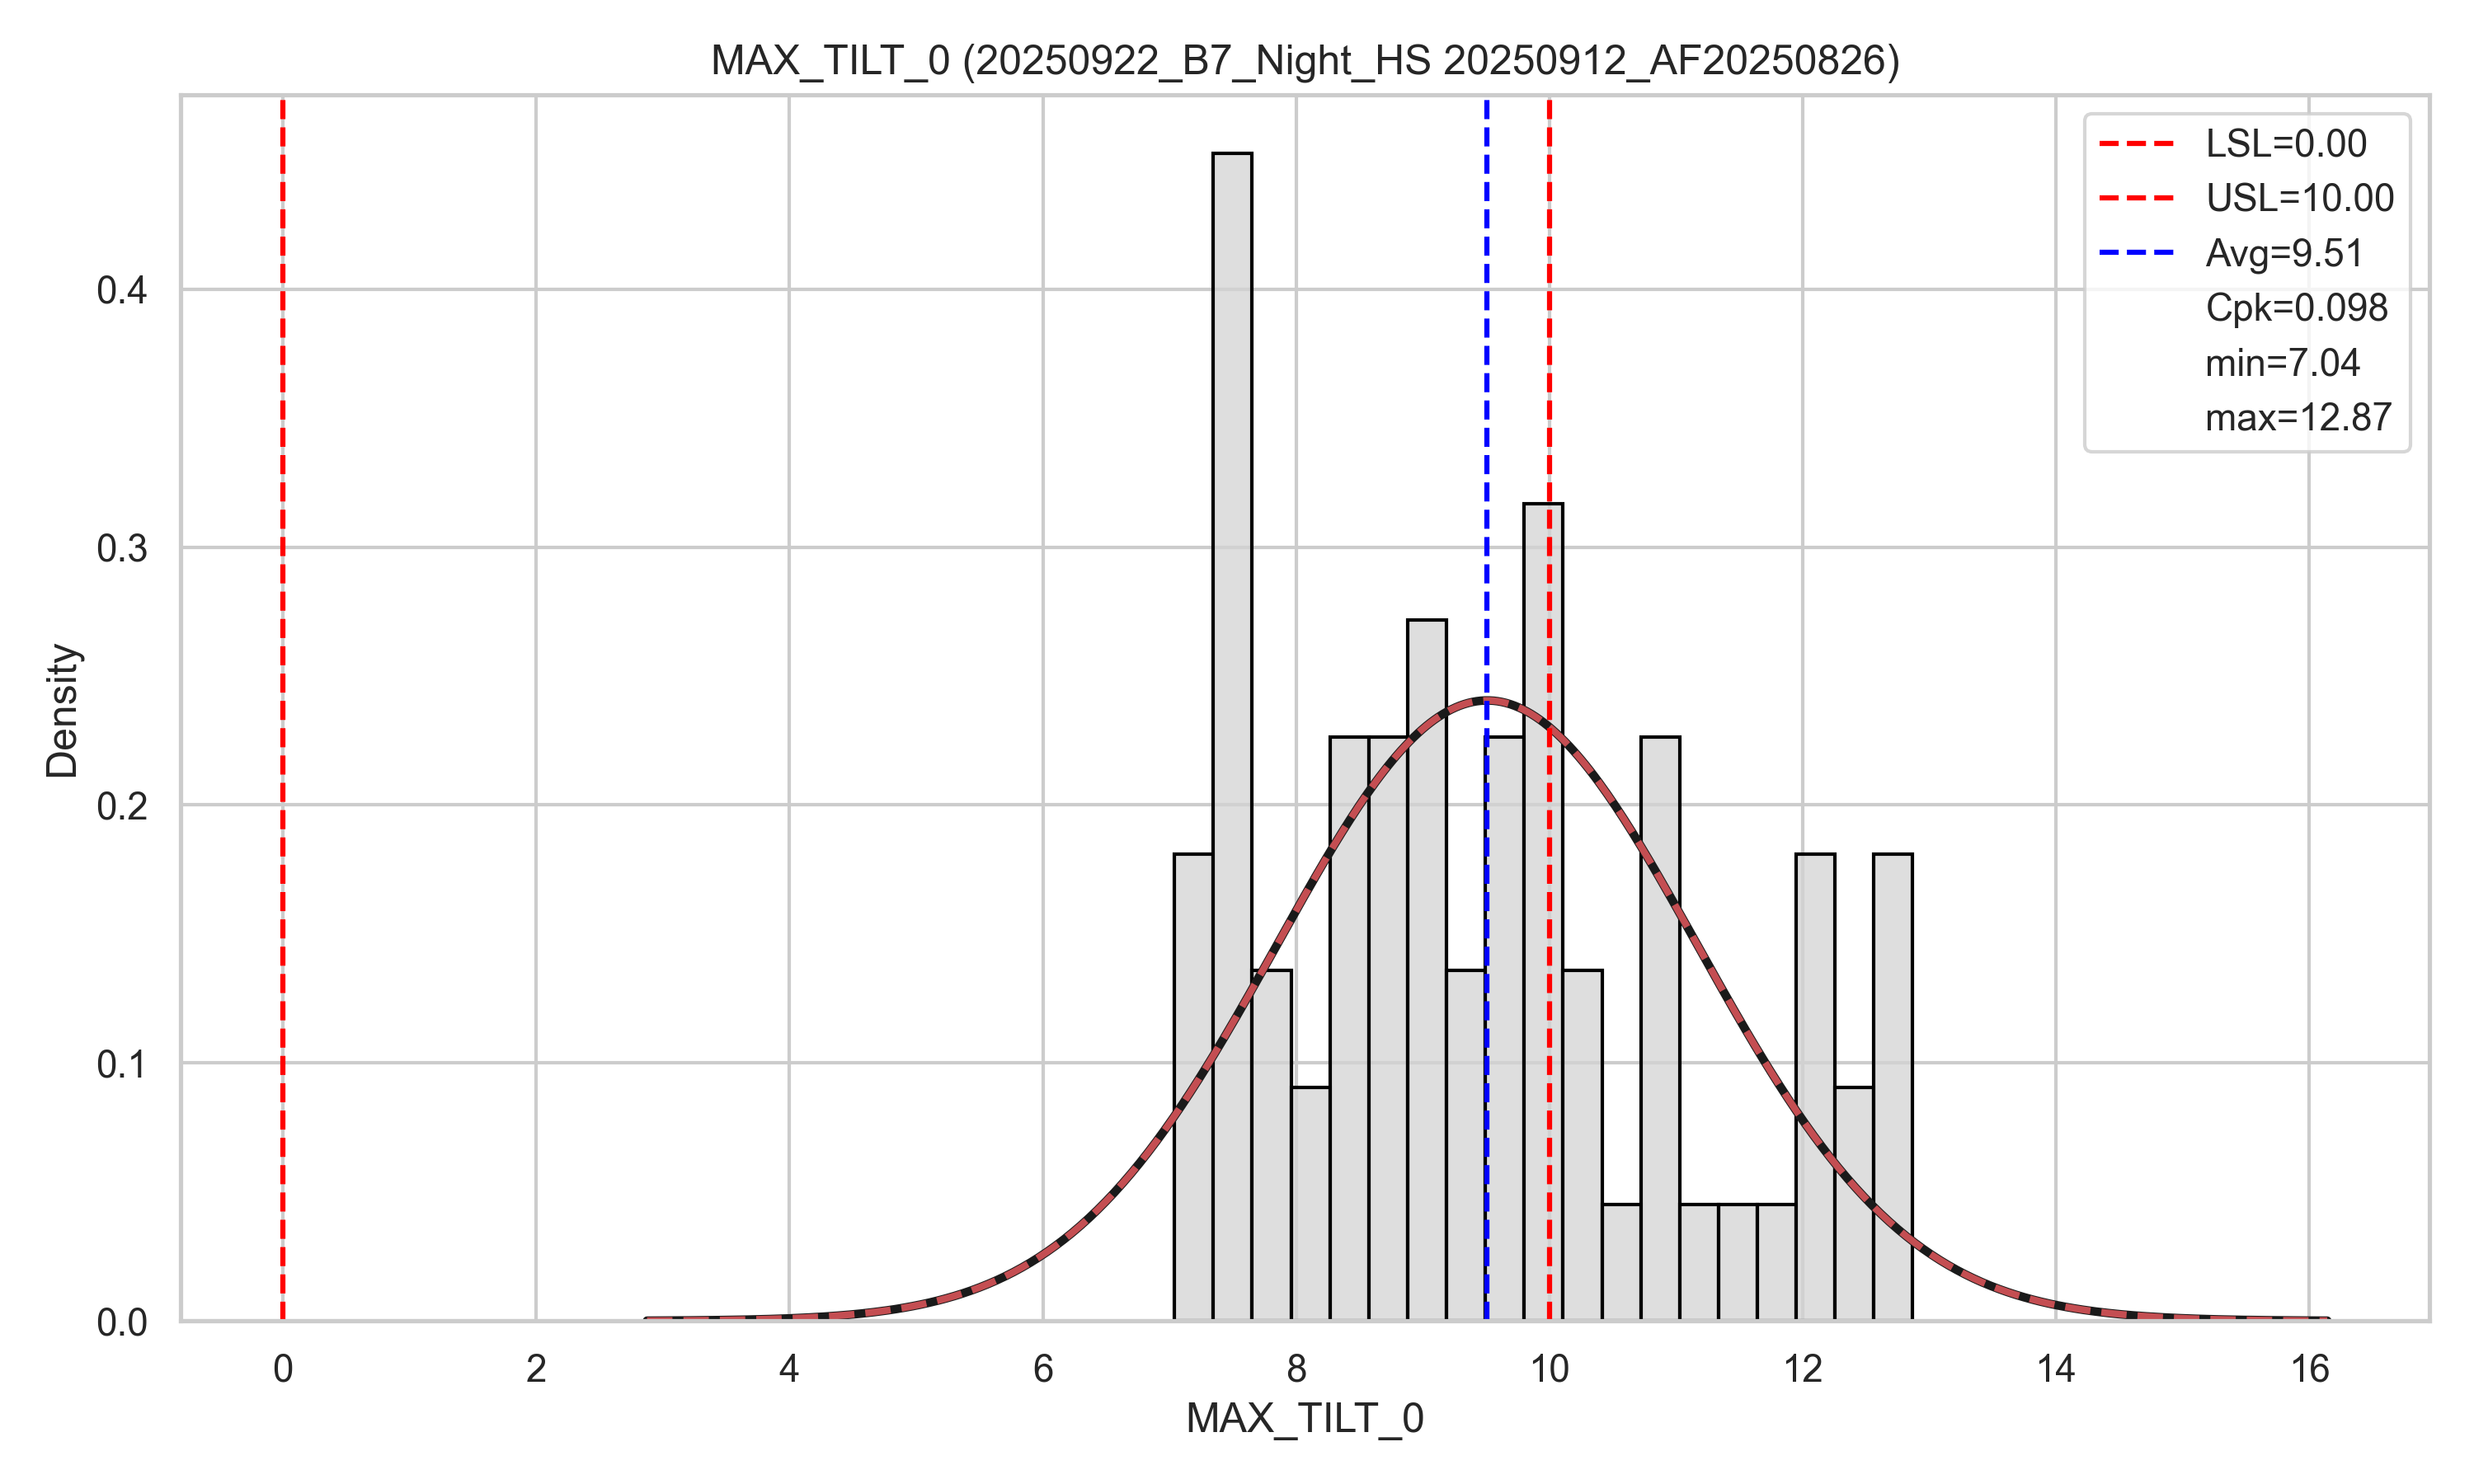 MAX_TILT_0 (20250922_B7_Night_HS 20250912_AF20250826)
LSL=0.00
USL=10.00
Avg=9.51
Cpk=0.098
min=7.04
max=12.87
Density
0.4
0.3
0.2
0.1
0.0
0 2 4 6 8 10 12 14 16
MAX_TILT_0